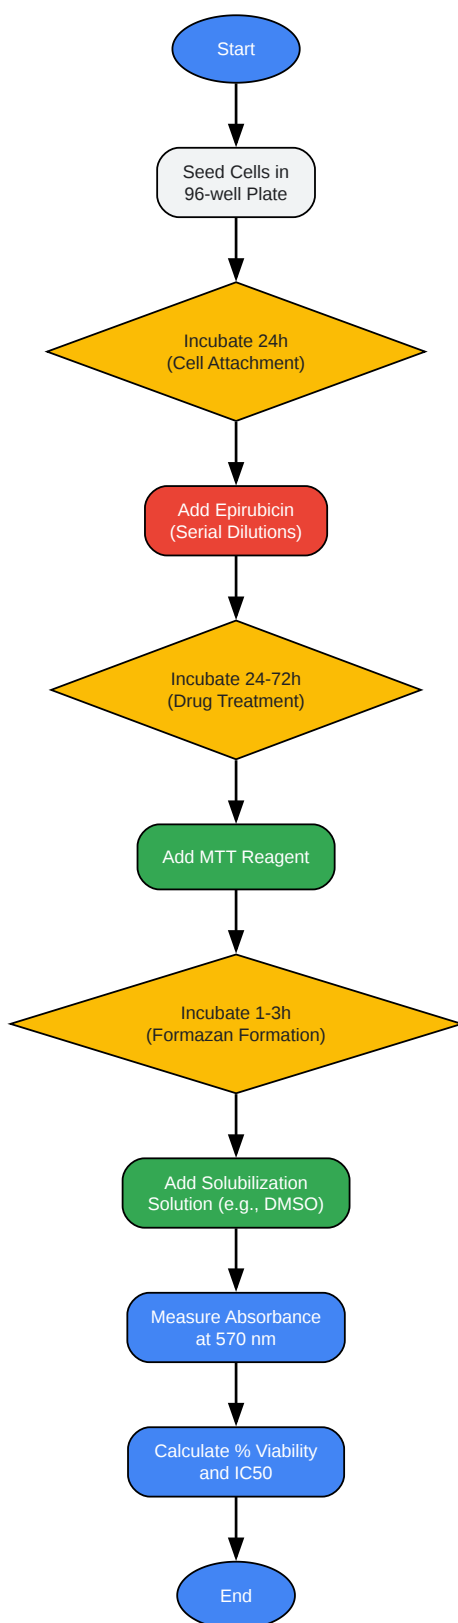 Start
Seed Cells in
96-well Plate
Incubate 24h
(Cell Attachment)
Add Epirubicin
(Serial Dilutions)
Incubate 24-72h
(Drug Treatment)
Add MTT Reagent
Incubate 1-3h
(Formazan Formation)
Add Solubilization
Solution (e.g., DMSO)
Measure Absorbance
at 570 nm
Calculate % Viability
and IC50
End